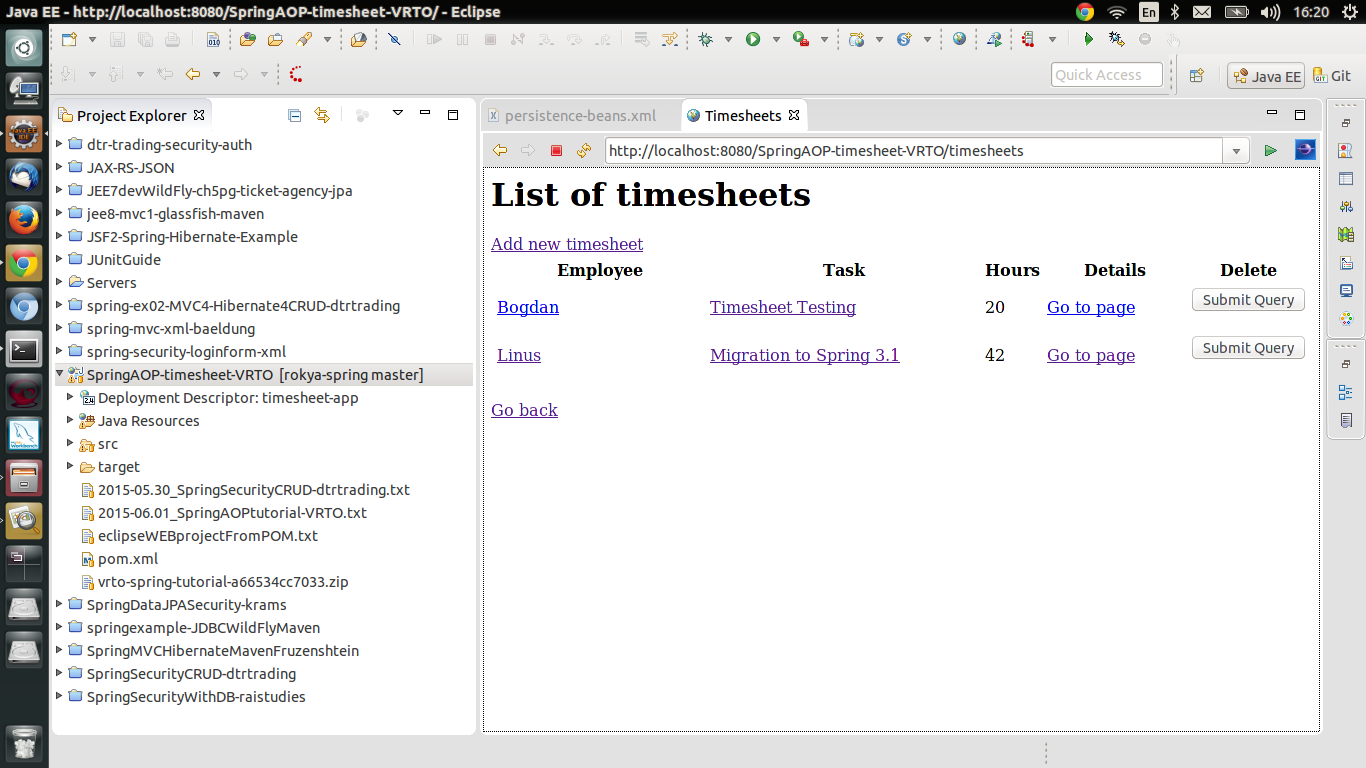 Java EE - http://localhost:8080/SpringAOP-timesheet-VRTO/ - Eclipse
En
16:20
010
Quick Access
Java EE
Git
Project Explorer
persistence-beans.xml
Timesheets
http://localhost:8080/SpringAOP-timesheet-VRTO/timesheets
dtr-trading-security-auth
JAX-RS-JSON
JEE7devWildFly-ch5pg-ticket-agency-jpa
jee8-mvc1-glassfish-maven
JSF2-Spring-Hibernate-Example
JUnitGuide
Servers
spring-ex02-MVC4-Hibernate4CRUD-dtrtrading
spring-mvc-xml-baeldung
spring-security-loginform-xml
SpringAOP-timesheet-VRTO [rokya-spring master]
Deployment Descriptor: timesheet-app
Java Resources
src
target
2015-05.30_SpringSecurityCRUD-dtrtrading.txt
2015-06.01_SpringAOPtutorial-VRTO.txt
eclipseWEBprojectFromPOM.txt
pom.xml
vrto-spring-tutorial-a66534cc7033.zip
SpringDataJPASecurity-krams
springexample-JDBCWildFlyMaven
SpringMVCHibernateMavenFruzenshtein
SpringSecurityCRUD-dtrtrading
SpringSecurityWithDB-raistudies
List of timesheets
Add new timesheet
Employee Task Hours Details Delete
Bogdan Timesheet Testing 20 Go to page Submit Query
Linus Migration to Spring 3.1 42 Go to page Submit Query
Go back